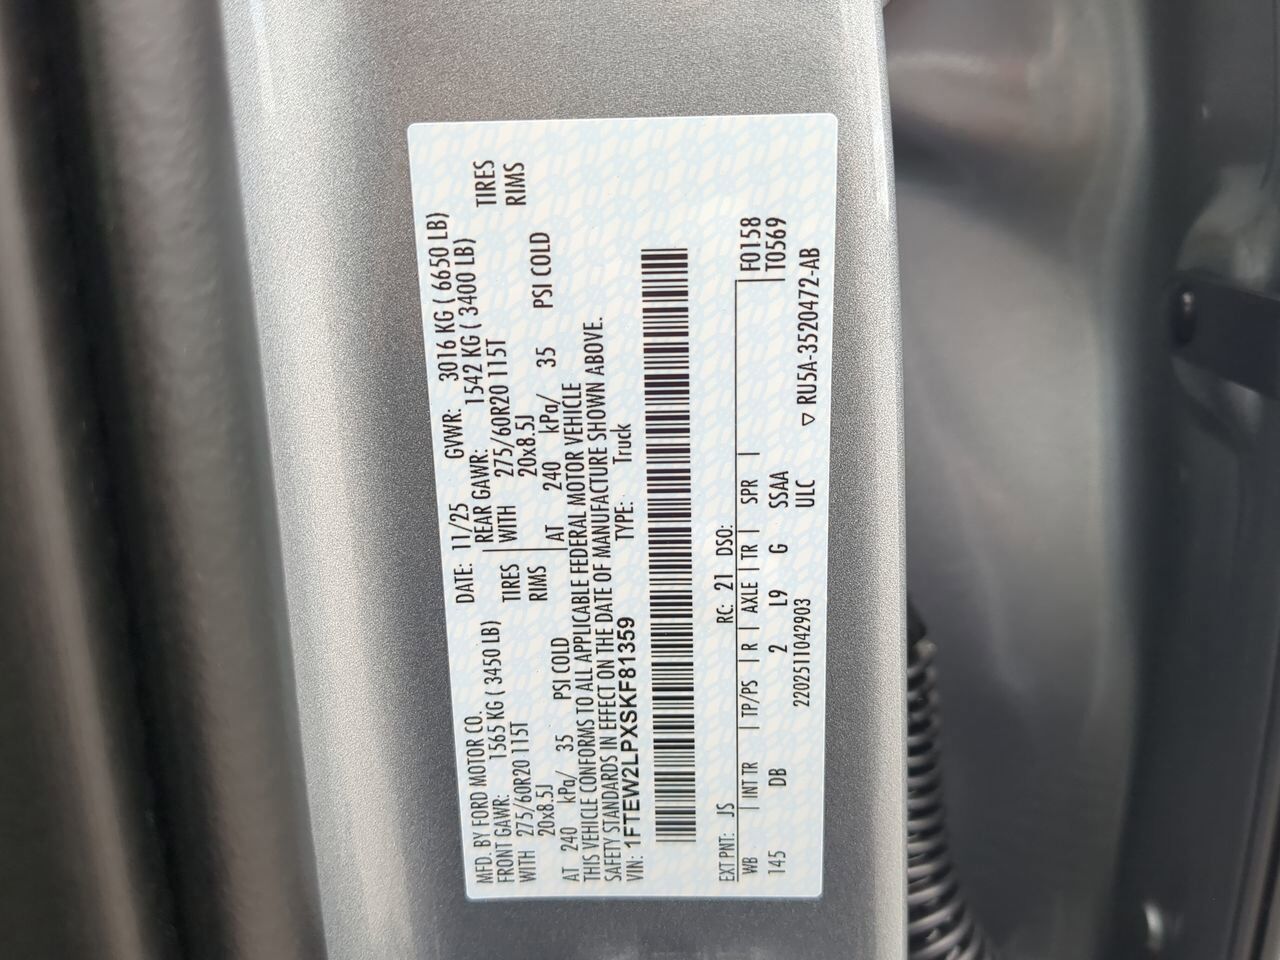 MFD. BY FORD MOTOR CO. DATE: 11/25 GVWR: 3016 KG ( 6650 LB)
FRONT GAWR: 1565 KG ( 3450 LB) REAR GAWR: 1542 KG ( 3400 LB)
WITH 275/60R20 115T TIRES WITH 275/60R20 115T TIRES
20x8.5J RIMS 20x8.5J RIMS
AT 240 kPa/ 35 PSI COLD AT 240 kPa/ 35 PSI COLD
THIS VEHICLE CONFORMS TO ALL APPLICABLE FEDERAL MOTOR VEHICLE
SAFETY STANDARDS IN EFFECT ON THE DATE OF MANUFACTURE SHOWN ABOVE.
VIN: 1FTEW2LPXSKF81359 TYPE: Truck
EXT PNT: JS RC: 21 DSO:
WB INT TR TP/PS R AXLE TR SPR F0158
145 DB 2 L9 G SSAA T0569
2202511042903 ULC ▽ RU5A-3520472-AB